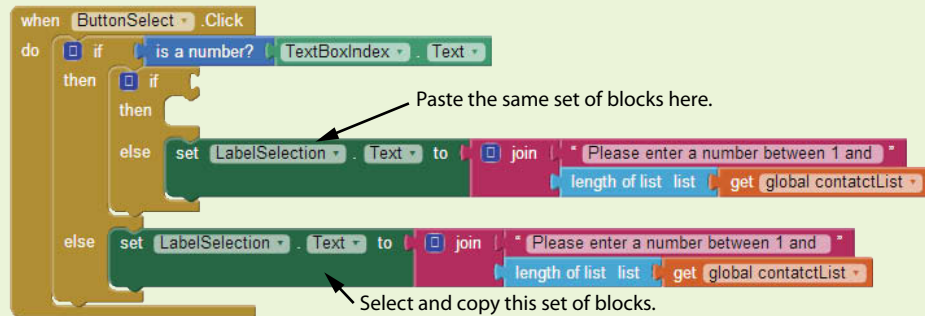 when ButtonSelect .Click
do if is a number? TextBoxIndex . Text
then if
Paste the same set of blocks here.
then
else set LabelSelection . Text to join " Please enter a number between 1 and "
length of list list get global contatctList
else set LabelSelection . Text to join " Please enter a number between 1 and "
length of list list get global contatctList
Select and copy this set of blocks.